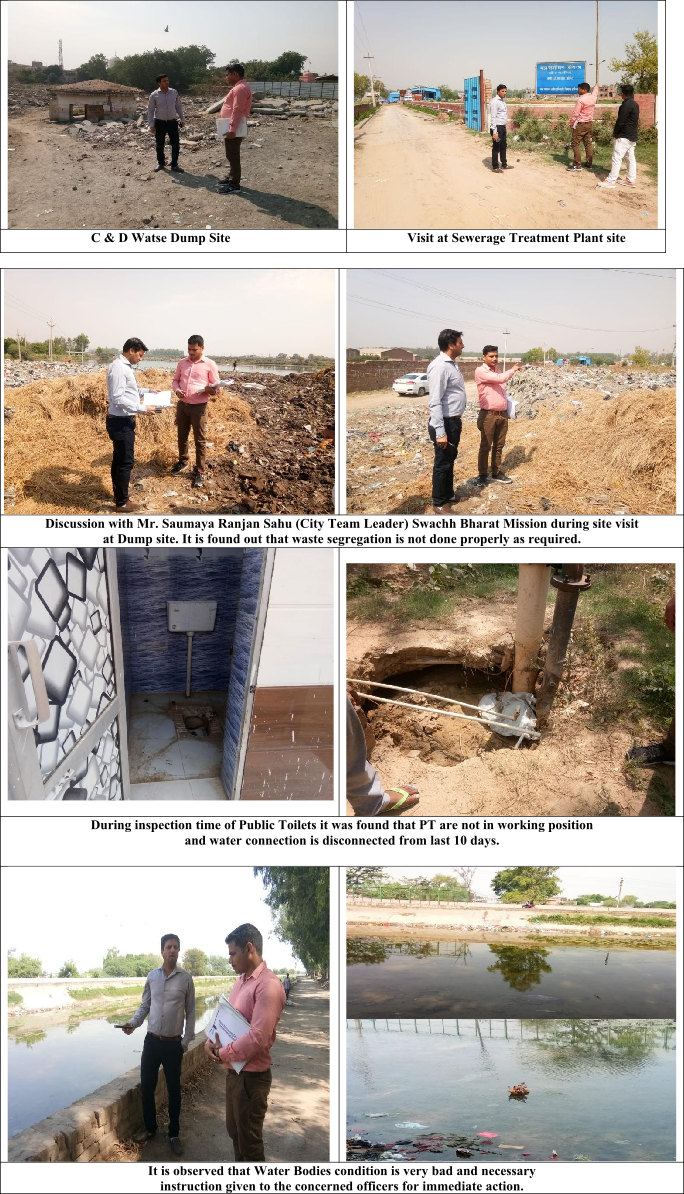 C & D Watse Dump Site
Visit at Sewerage Treatment Plant site
Discussion with Mr. Saumaya Ranjan Sahu (City Team Leader) Swachh Bharat Mission during site visit
at Dump site. It is found out that waste segregation is not done properly as required.
During inspection time of Public Toilets it was found that PT are not in working position
and water connection is disconnected from last 10 days.
It is observed that Water Bodies condition is very bad and necessary
instruction given to the concerned officers for immediate action.